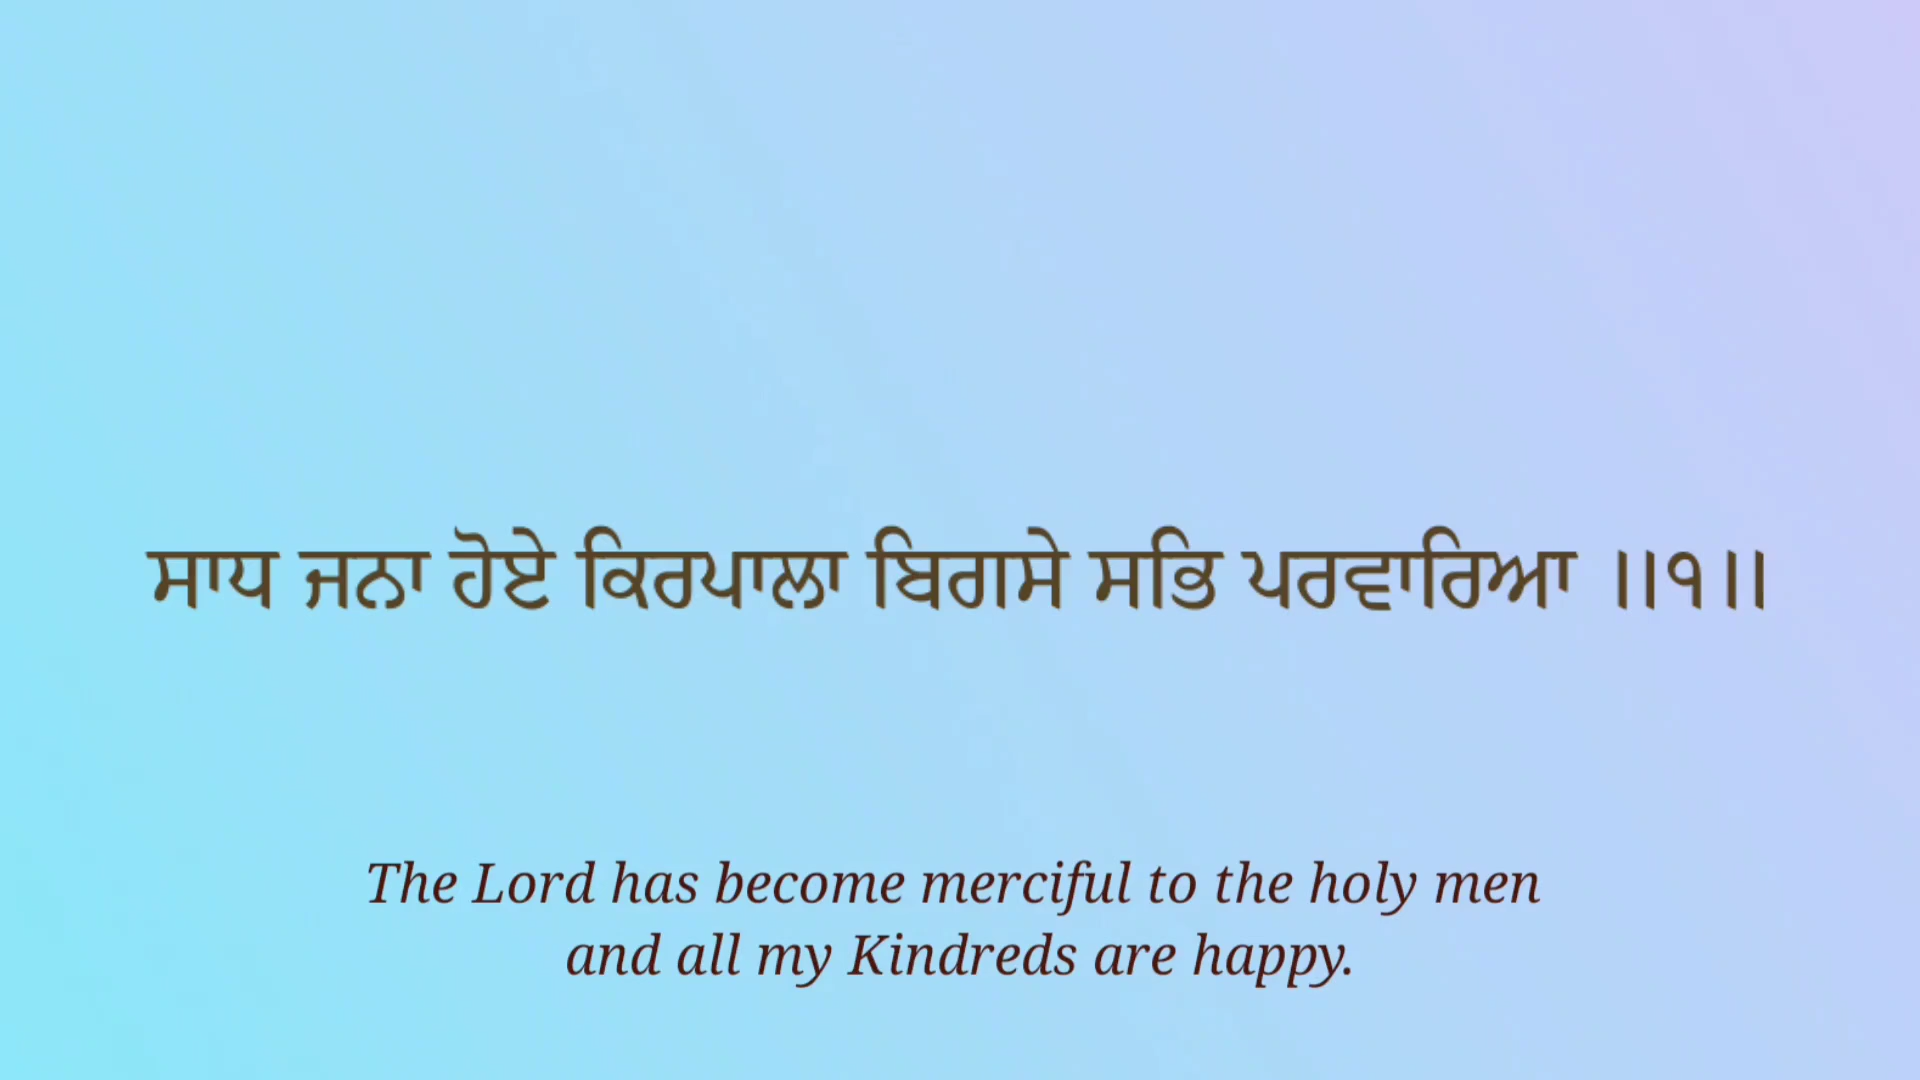 ਸਾਧ ਜਨਾ ਹੋਏ ਕਿਰਪਾਲਾ ਬਿਗਸੇ ਸਭਿ ਪਰਵਾਰਿਆ ॥੧॥
The Lord has become merciful to the holy men
and all my Kindreds are happy.